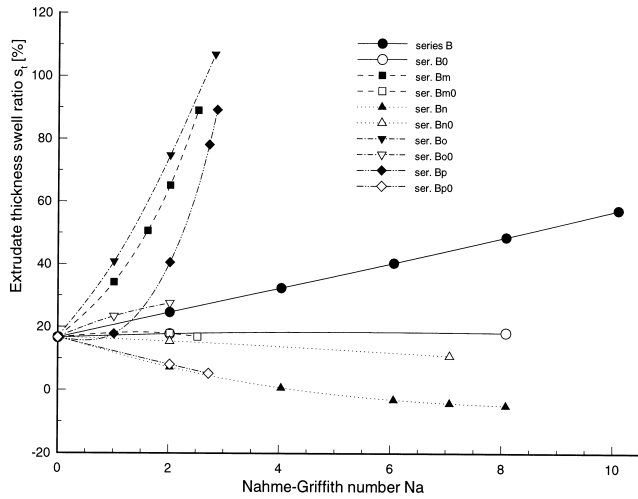 Extrudate thickness swell ratio st [%]
120
100
80
60
40
20
0
-20
series B
ser. B0
ser. Bm
ser. Bm0
ser. Bn
ser. Bn0
ser. Bo
ser. Bo0
ser. Bp
ser. Bp0
0 2 4 6 8 10
Nahme-Griffith number Na